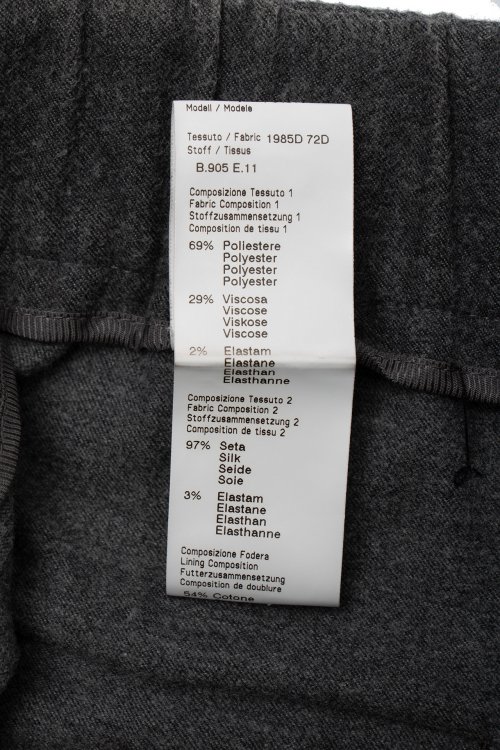 Modell / Modele
Tessuto / Fabric 1985D 72D
Stoff / Tissus
B.905 E.11
Composizione Tessuto 1
Fabric Composition 1
Stoffzusammensetzung 1
Composition de tissu 1
69% Poliestere
Polyester
Polyester
Polyester
29% Viscosa
Viscose
Viskose
Viscose
2% Elastam
Elastane
Elasthan
Elasthanne
Composizione Tessuto 2
Fabric Composition 2
Stoffzusammensetzung 2
Composition de tissu 2
97% Seta
Silk
Seide
Soie
3% Elastam
Elastane
Elasthan
Elasthanne
Composizione Fodera
Lining Composition
Futterzusammensetzung
Composition de doublure
54% Cotone